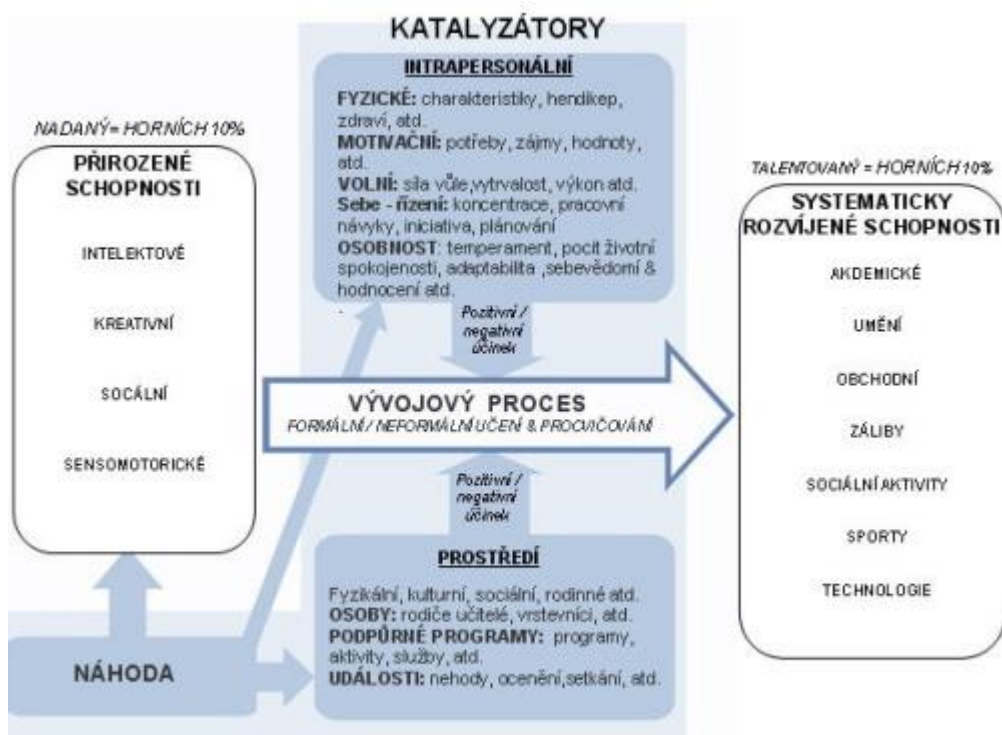 KATALYZÁTORY
INTRAPERSONÁLNÍ
FYZICKÉ: charakteristiky, hendikep,
zdraví, atd.
MOTIVAČNÍ: potřeby, zájmy, hodnoty,
atd.
VOLNÍ: síla vůle,vytrvalost, výkon atd.
Sebe - řízení: koncentrace, pracovní
návyky, iniciativa, plánování
OSOBNOST: temperament, pocit životní
spokojenosti, adaptabilita ,sebevědomí &
hodnocení atd.
.
NADANÝ= HORNÍCH 10%
PŘIROZENÉ
SCHOPNOSTI
INTELEKTOVÉ
KREATIVNÍ
SOCÁLNÍ
SENSOMOTORICKÉ
Pozitivní /
negativní
účinek
VÝVOJOVÝ PROCES
FORMÁLNÍ / NEFORMÁLNÍ UČENÍ & PROCVIČOVÁNÍ
Pozitivní /
negativní
účinek
PROSTŘEDÍ
Fyzikální, kulturní, sociální, rodinné atd.
OSOBY: rodiče učitelé, vrstevníci, atd.
PODPŮRNÉ PROGRAMY: programy,
aktivity, služby, atd.
UDÁLOSTI: nehody, ocenění,setkání, atd.
NÁHODA
TALENTOVANÝ = HORNÍCH 10%
SYSTEMATICKY
ROZVÍJENÉ SCHOPNOSTI
AKDEMICKÉ
UMĚNÍ
OBCHODNÍ
ZÁLIBY
SOCIÁLNÍ AKTIVITY
SPORTY
TECHNOLOGIE